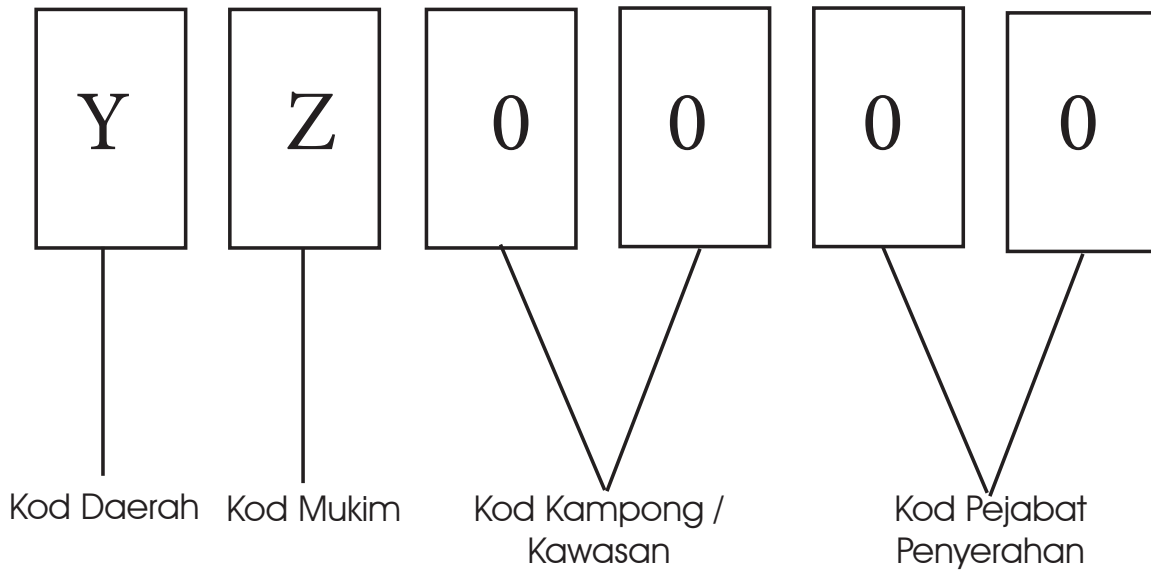 Y Z 0 0 0 0
Kod Daerah
Kod Mukim
Kod Kampong /
Kawasan
Kod Pejabat
Penyerahan